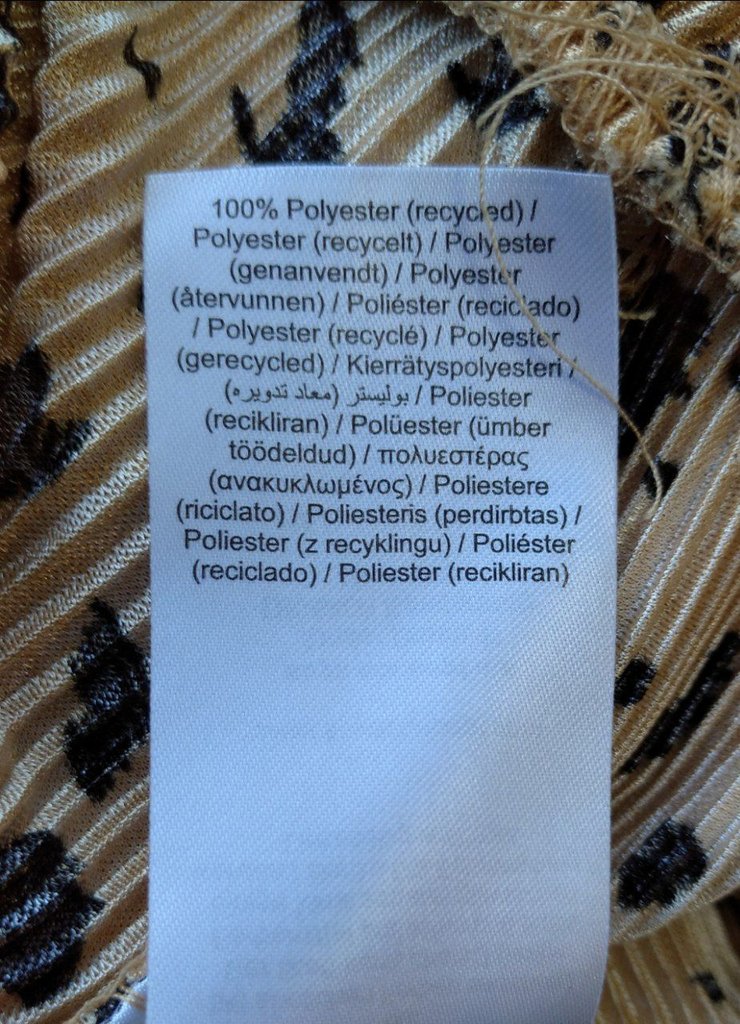 100% Polyester (recycled) /
Polyester (recycelt) / Polyester
(genanvendt) / Polyester
(återvunnen) / Poliéster (reciclado)
/ Polyester (recyclé) / Polyester
(gerecycled) / Kierrätyspolyesteri /
بوليستر (معاد تدويره) / Poliester
(recikliran) / Polüester (ümber
töödeldud) / πολυεστέρας
(ανακυκλωμένος) / Poliestere
(riciclato) / Poliesteris (perdirbtas) /
Poliester (z recyklingu) / Poliéster
(reciclado) / Poliester (recikliran)